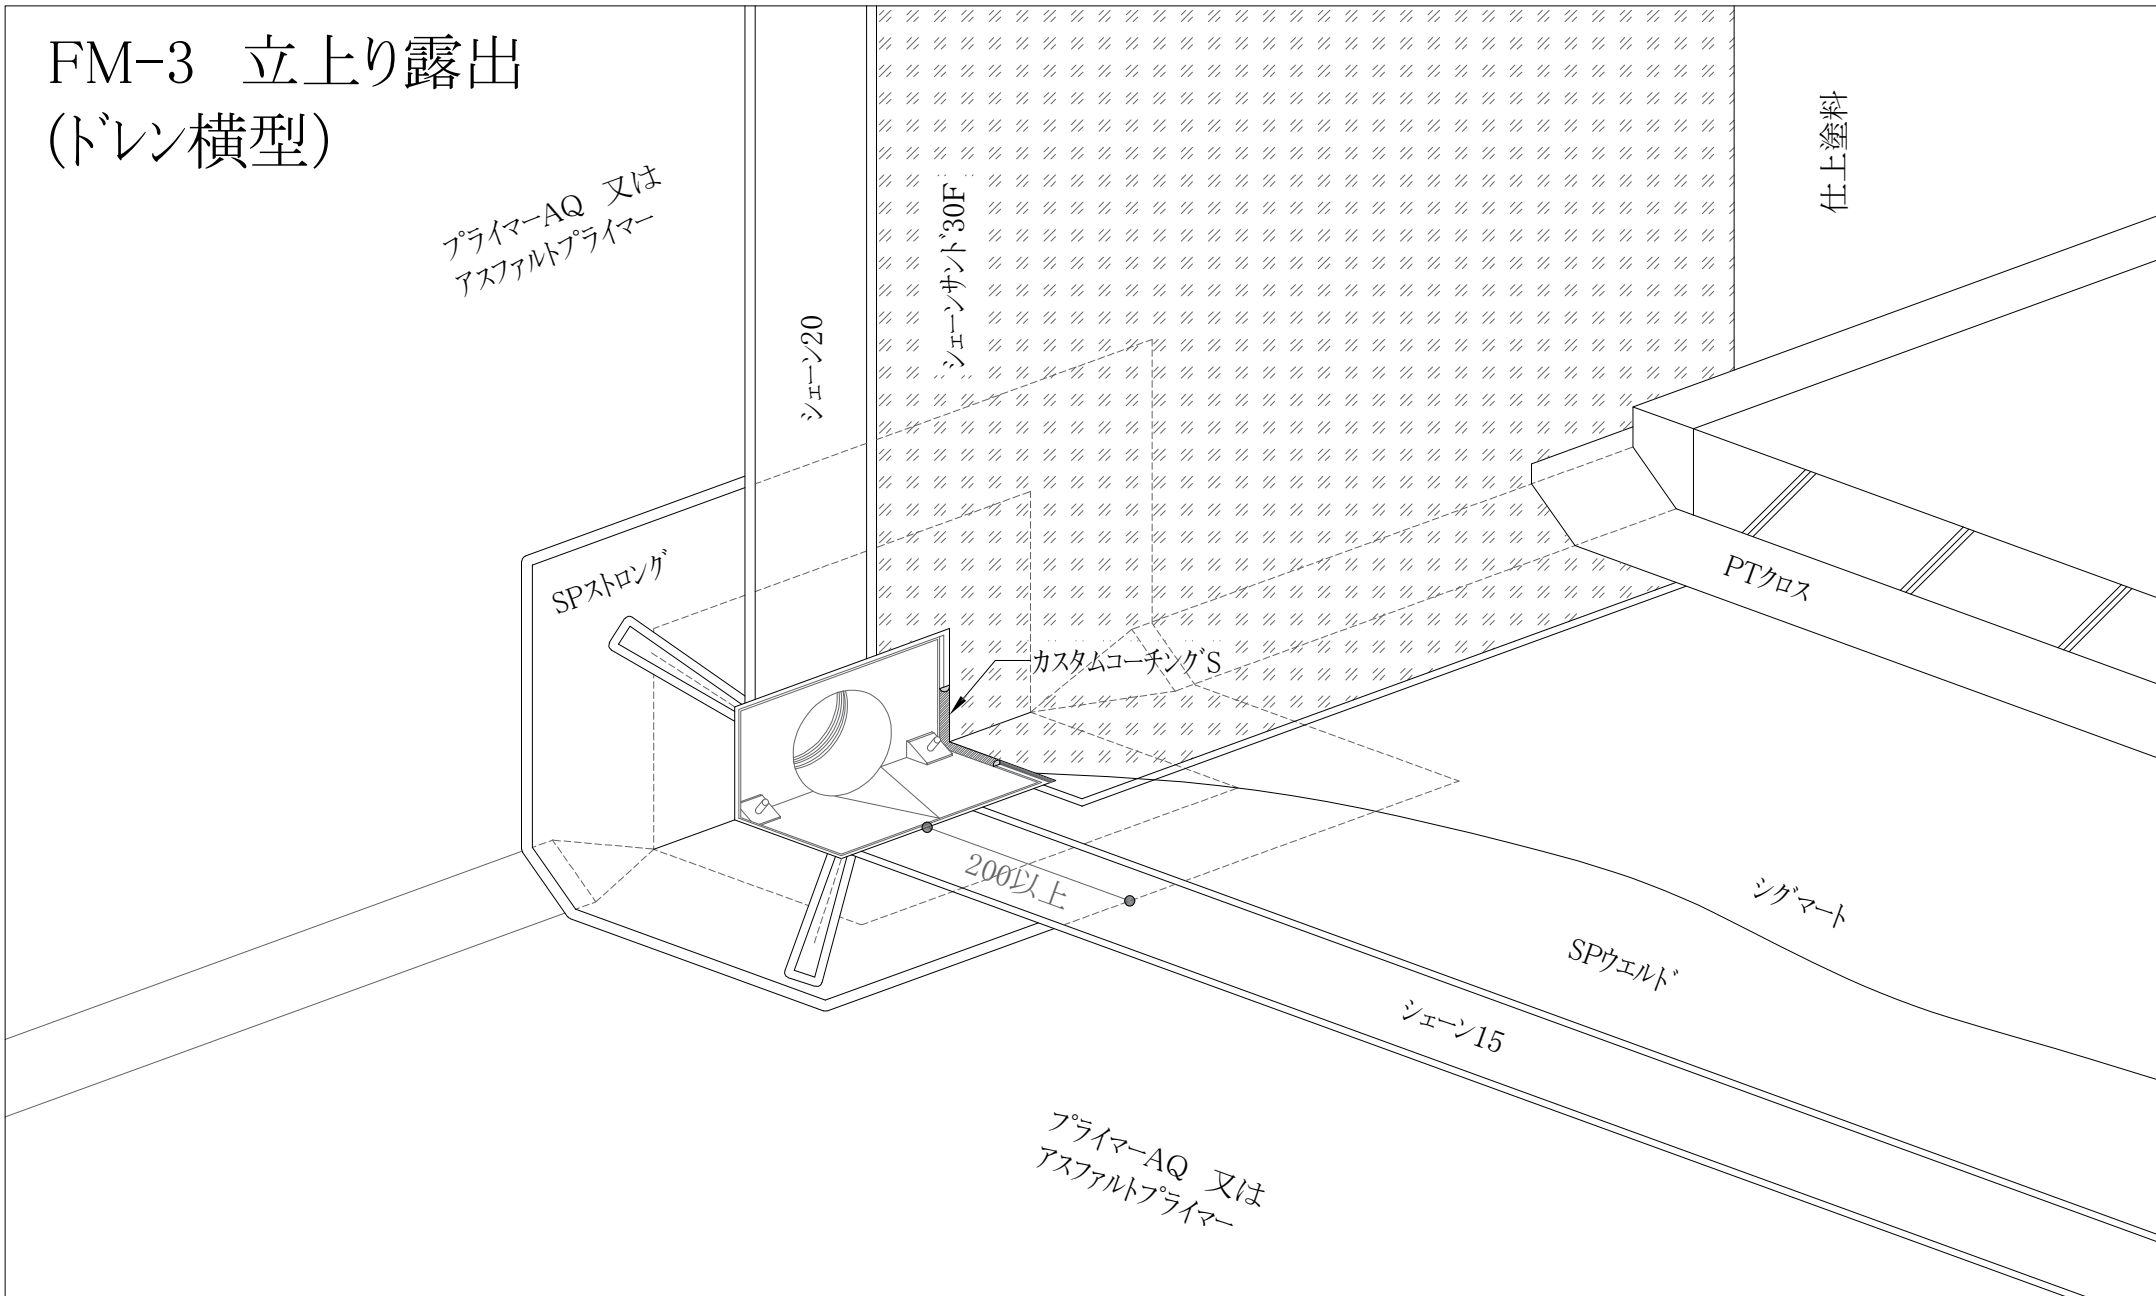 FM-3 立上り露出
(ドレン横型)
プライマーAQ 又は
アスファルトプライマー
シェーン20
シェーンサンド30F
仕上塗料
SPストロング
カスタムコーチングS
PTクロス
200以上
シグマート
SPウエルド
シェーン15
プライマーAQ 又は
アスファルトプライマー